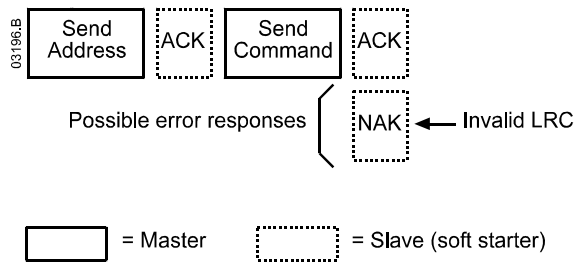 03196.B
Send Address
ACK
Send Command
ACK
Possible error responses
NAK
Invalid LRC
= Master
= Slave (soft starter)